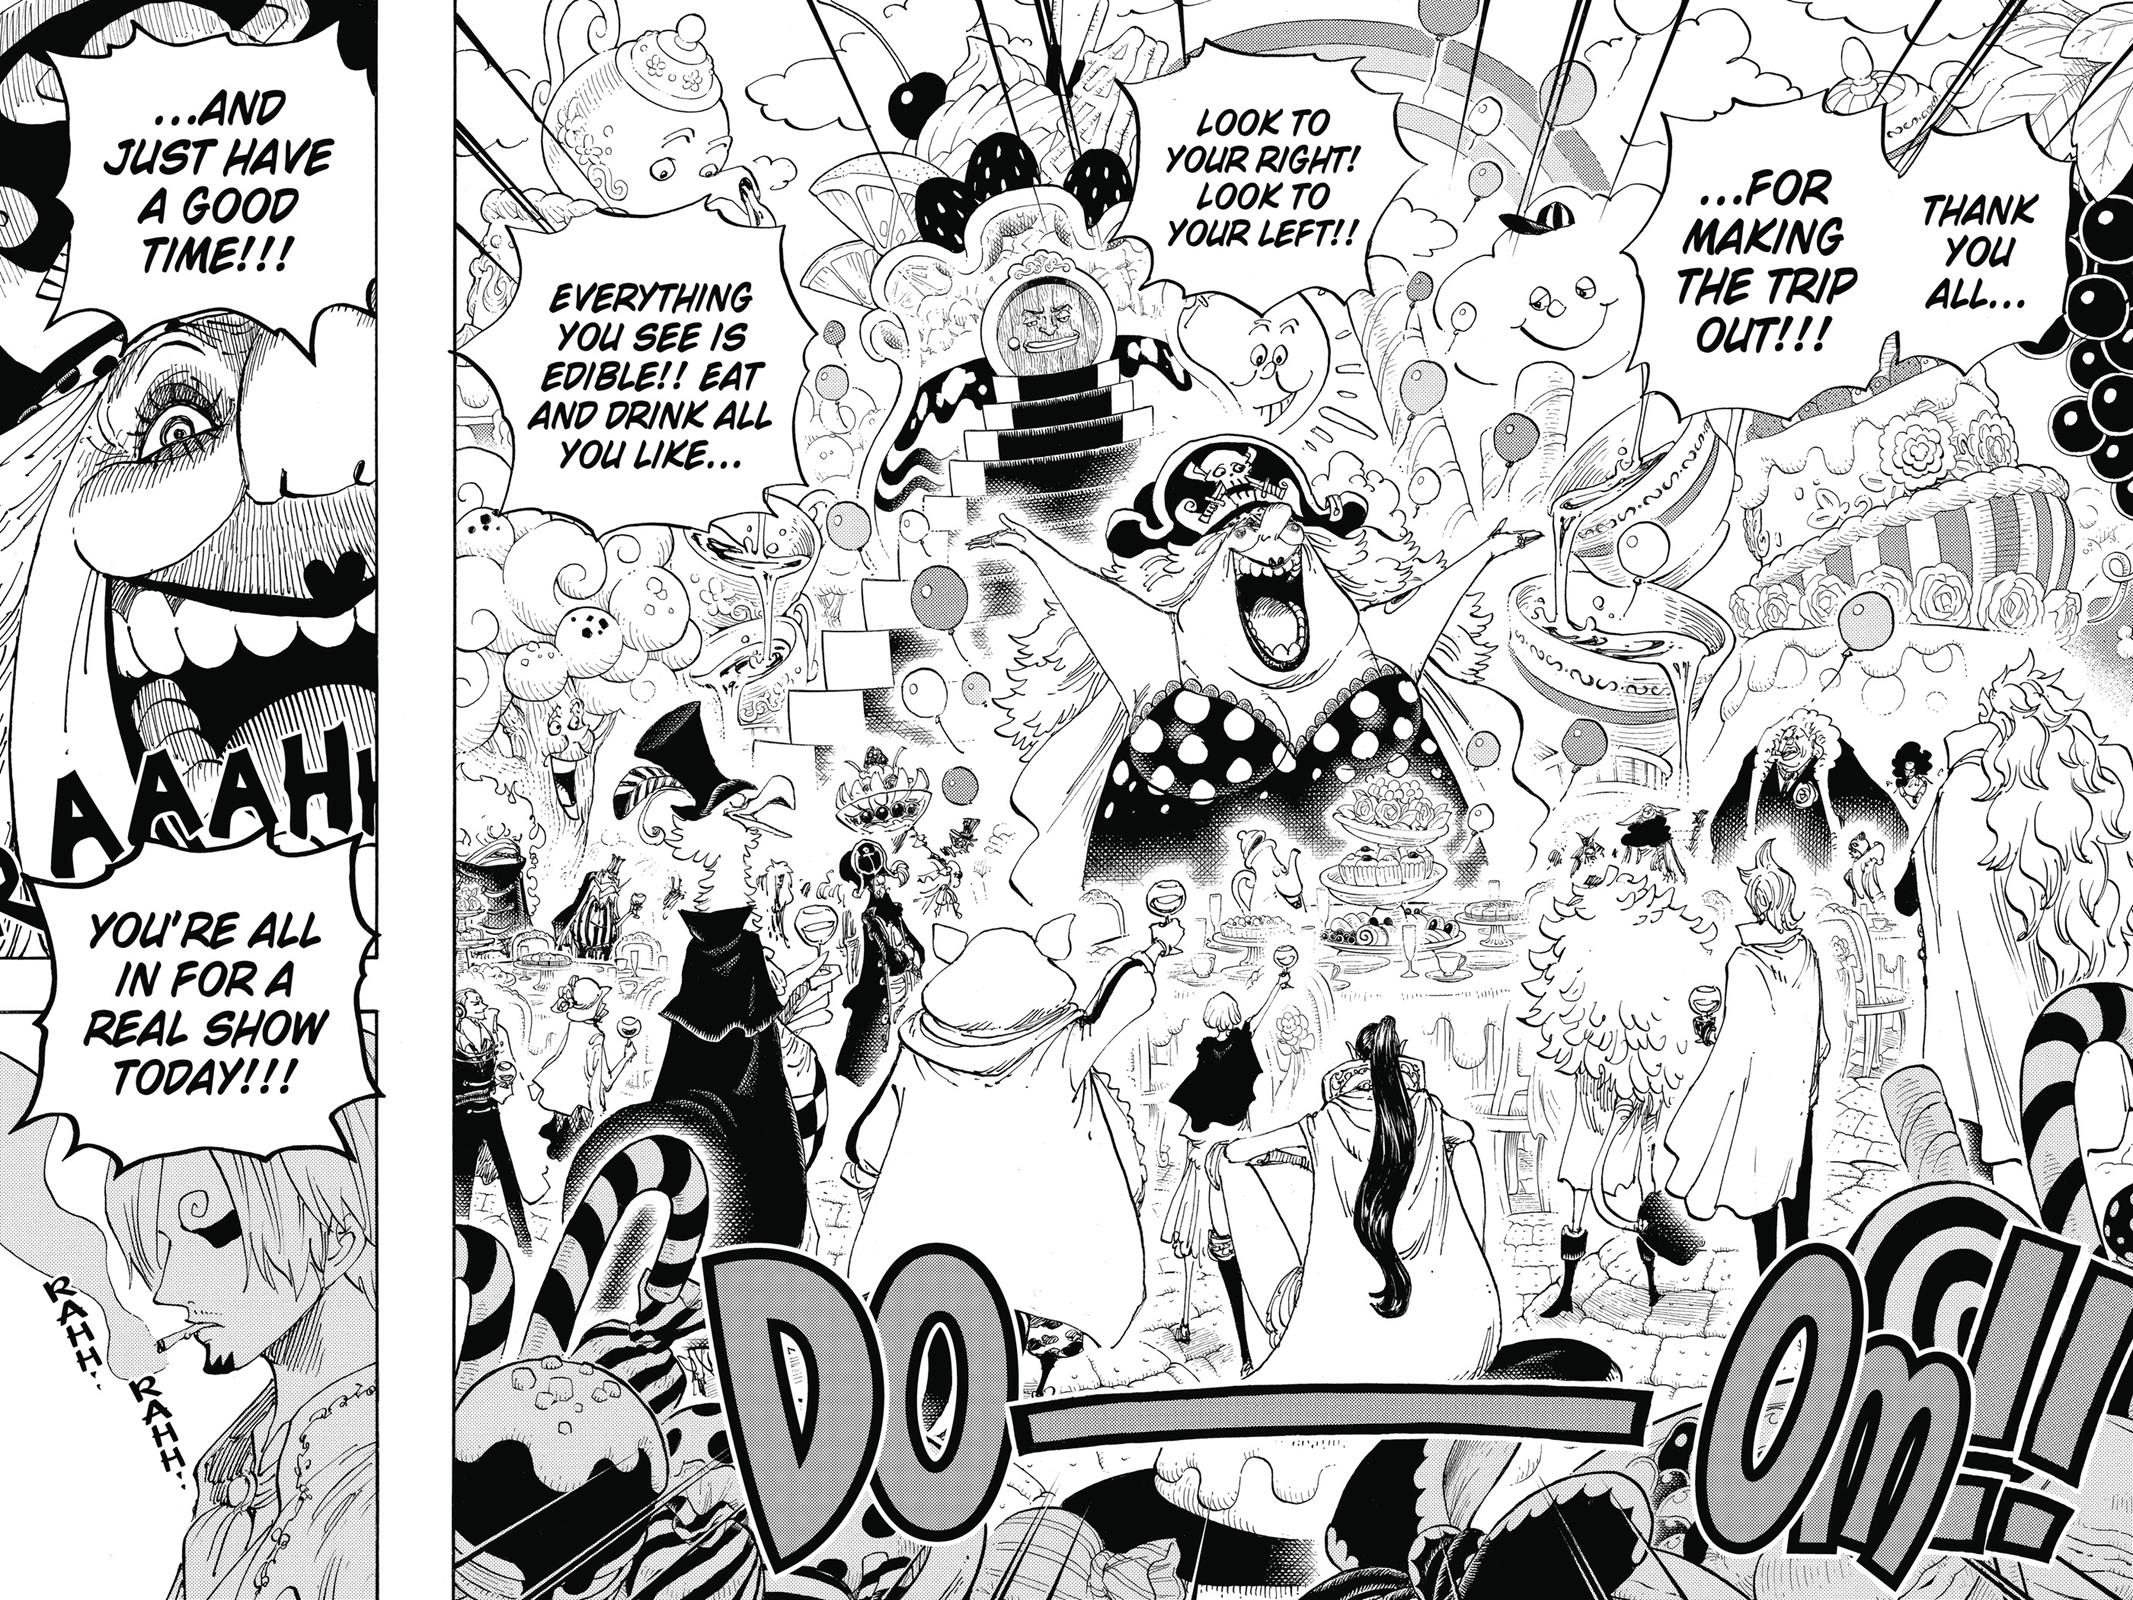 THANK
YOU
ALL...
...FOR
MAKING
THE TRIP
OUT!!!
LOOK TO
YOUR RIGHT!
LOOK TO
YOUR LEFT!!
EVERYTHING
YOU SEE IS
EDIBLE!! EAT
AND DRINK ALL
YOU LIKE...
DO—OM!!
...AND
JUST HAVE
A GOOD
TIME!!!
AAAHH
YOU'RE ALL
IN FOR A
REAL SHOW
TODAY!!!
RAHH!
RAHH!